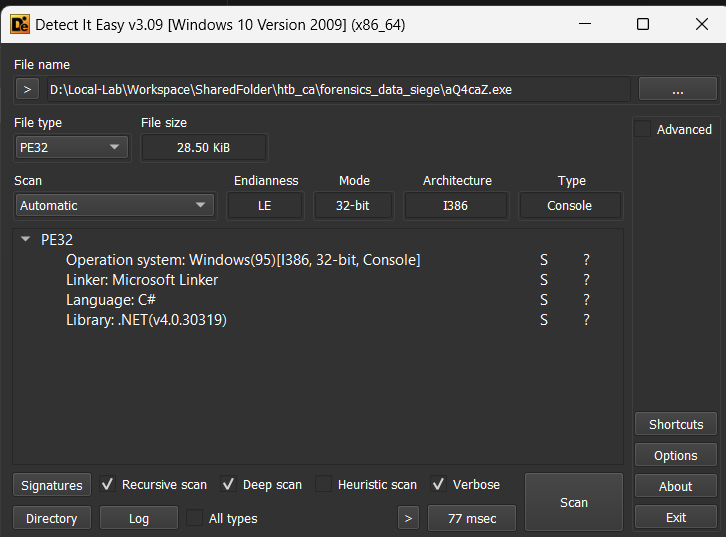 Detect It Easy v3.09 [Windows 10 Version 2009] (x86_64)
File name
> D:\Local-Lab\Workspace\SharedFolder\htb_ca\forensics_data_siege\aQ4caZ.exe ...
File type File size Advanced
PE32 28.50 KiB
Scan Endianness Mode Architecture Type
Automatic LE 32-bit I386 Console
PE32
Operation system: Windows(95)[I386, 32-bit, Console] S ?
Linker: Microsoft Linker S ?
Language: C# S ?
Library: .NET(v4.0.30319) S ?
Shortcuts
Options
Signatures Recursive scan Deep scan Heuristic scan Verbose Scan About
Directory Log All types > 77 msec Exit